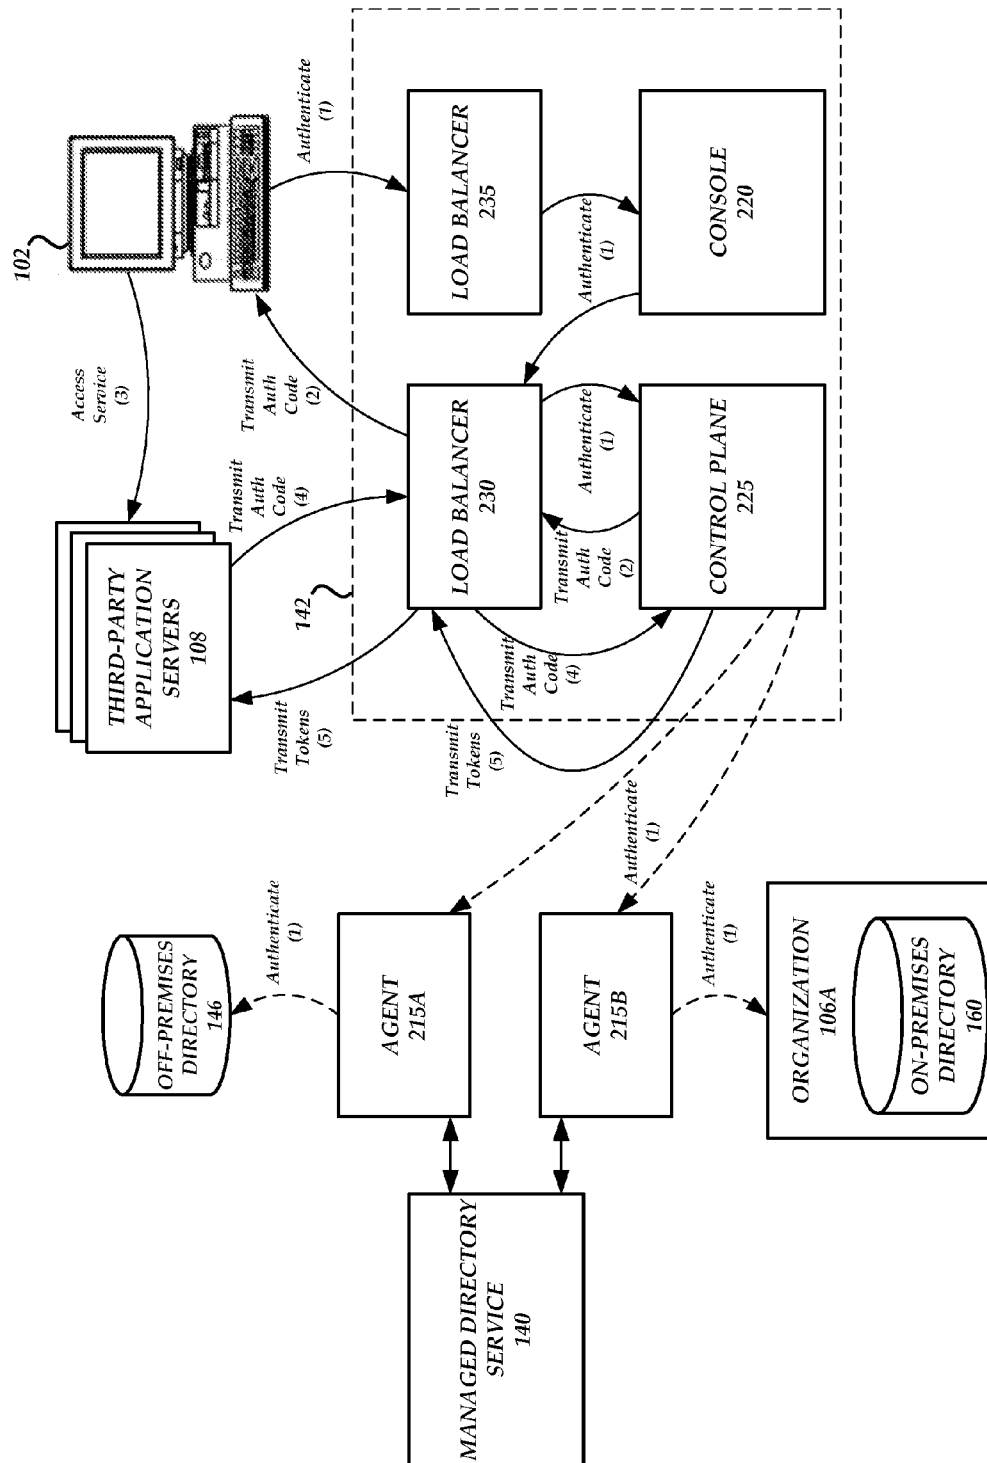 102
Access
Service
(3)
Authenticate
(1)
Transmit
Auth
Code
(2)
Transmit
Auth
Code
(4)
THIRD-PARTY
APPLICATION
SERVERS
108
Transmit
Tokens
(5)
142
LOAD BALANCER
235
LOAD BALANCER
230
Authenticate
(1)
Authenticate
(1)
Transmit
Auth
Code
(2)
Transmit
Auth
Code
(4)
Transmit
Tokens
(5)
CONSOLE
220
CONTROL PLANE
225
Authenticate
(1)
OFF-PREMISES
DIRECTORY
146
Authenticate
(1)
AGENT
215A
AGENT
215B
Authenticate
(1)
ORGANIZATION
106A
ON-PREMISES
DIRECTORY
160
MANAGED DIRECTORY
SERVICE
140